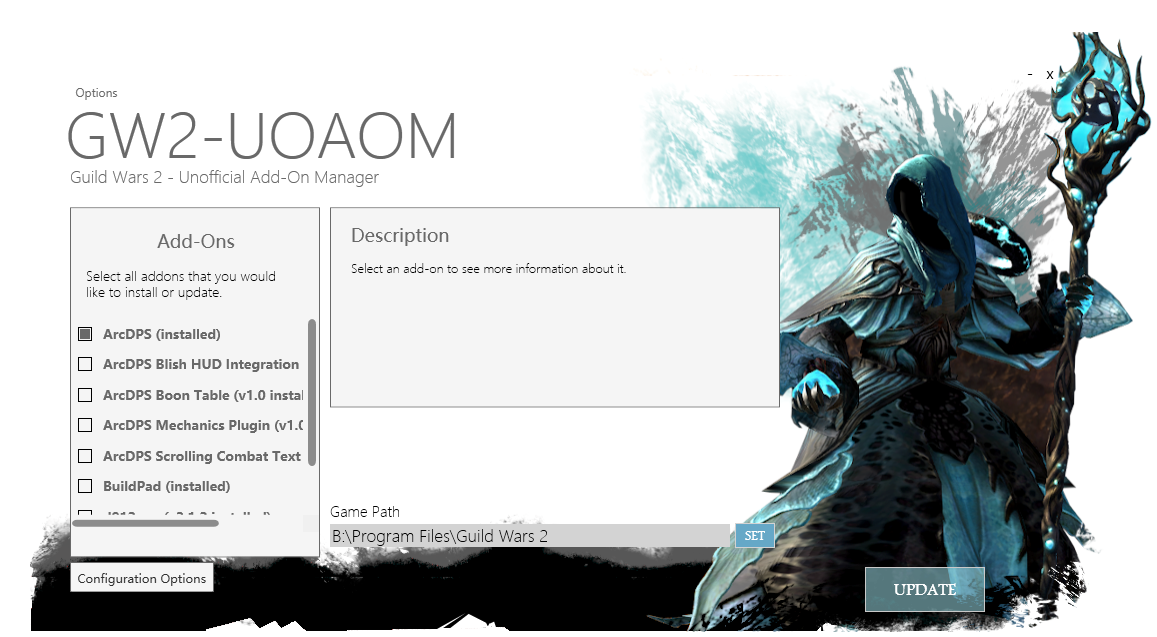 - x
Options
GW2-UOAOM
Guild Wars 2 - Unofficial Add-On Manager
Add-Ons
Select all addons that you would
like to install or update.
ArcDPS (installed)
ArcDPS Blish HUD Integration
ArcDPS Boon Table (v1.0 instal
ArcDPS Mechanics Plugin (v1.0
ArcDPS Scrolling Combat Text
BuildPad (installed)
Description
Select an add-on to see more information about it.
Game Path
B:\Program Files\Guild Wars 2
SET
Configuration Options
UPDATE